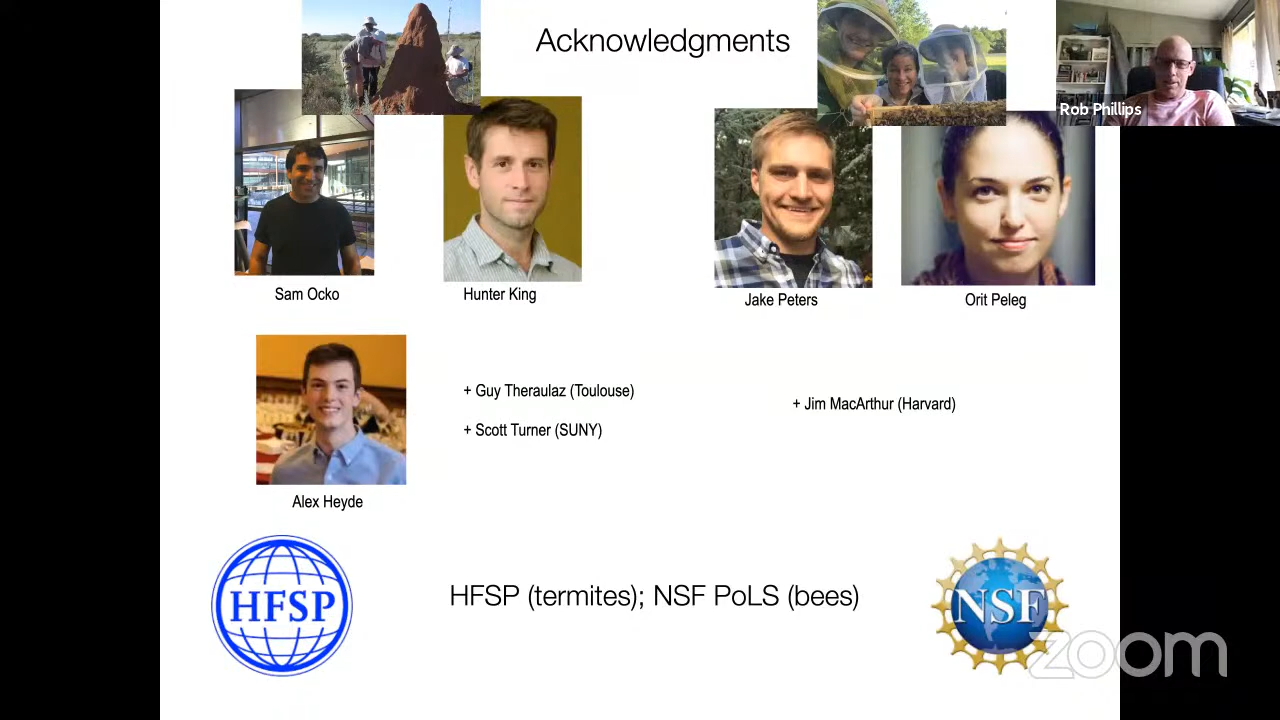 Acknowledgments
Rob Phillips
Sam Ocko
Hunter King
Jake Peters
Orit Peleg
+ Guy Theraulaz (Toulouse)
+ Jim MacArthur (Harvard)
+ Scott Turner (SUNY)
Alex Heyde
HFSP
HFSP (termites); NSF PoLS (bees)
NSF
zoom